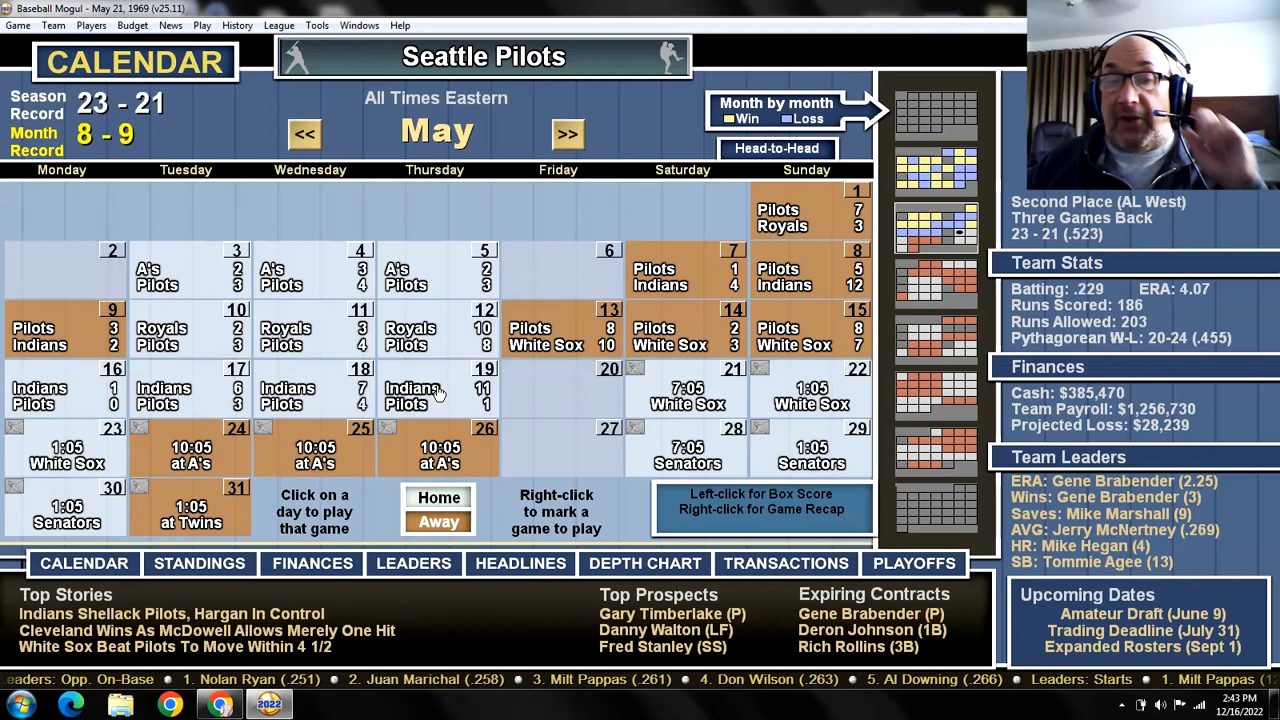 Baseball Mogul - May 21, 1969 (v25.11)
Game Team Players Budget News Play History League Tools Windows Help
CALENDAR
Seattle Pilots
Season Record 23 - 21
Month Record 8 - 9
All Times Eastern
<< May >>
Month by month
Win Loss
Head-to-Head
Monday Tuesday Wednesday Thursday Friday Saturday Sunday
1
Pilots 7
Royals 3
2 3 4 5 6 7 8
A's 2 A's 3 A's 2 Pilots 1 Pilots 5
Pilots 3 Pilots 4 Pilots 3 Indians 4 Indians 12
9 10 11 12 13 14 15
Pilots 3 Royals 2 Royals 3 Royals 10 Pilots 8 Pilots 2 Pilots 8
Indians 2 Pilots 3 Pilots 4 Pilots 8 White Sox 10 White Sox 3 White Sox 7
16 17 18 19 20 21 22
Indians 1 Indians 6 Indians 7 Indians 11 7:05 1:05
Pilots 0 Pilots 3 Pilots 4 Pilots 1 White Sox White Sox
23 24 25 26 27 28 29
1:05 10:05 10:05 10:05 7:05 1:05
White Sox at A's at A's at A's Senators Senators
30 31
1:05 1:05
Senators at Twins
Click on a day to play that game
Home
Away
Right-click to mark a game to play
Left-click for Box Score
Right-click for Game Recap
Second Place (AL West)
Three Games Back
23 - 21 (.523)
Team Stats
Batting: .229 ERA: 4.07
Runs Scored: 186
Runs Allowed: 203
Pythagorean W-L: 20-24 (.455)
Finances
Cash: $385,470
Team Payroll: $1,256,730
Projected Loss: $28,239
Team Leaders
ERA: Gene Brabender (2.25)
Wins: Gene Brabender (3)
Saves: Mike Marshall (9)
AVG: Jerry McNertney (.269)
HR: Mike Hegan (4)
SB: Tommie Agee (13)
CALENDAR STANDINGS FINANCES LEADERS HEADLINES DEPTH CHART TRANSACTIONS PLAYOFFS
Top Stories
Indians Shellack Pilots, Hargan In Control
Cleveland Wins As McDowell Allows Merely One Hit
White Sox Beat Pilots To Move Within 4 1/2
Top Prospects
Gary Timberlake (P)
Danny Walton (LF)
Fred Stanley (SS)
Expiring Contracts
Gene Brabender (P)
Deron Johnson (1B)
Rich Rollins (3B)
Upcoming Dates
Amateur Draft (June 9)
Trading Deadline (July 31)
Expanded Rosters (Sept 1)
eaders: Opp. On-Base • 1. Nolan Ryan (.251) • 2. Juan Marichal (.258) • 3. Milt Pappas (.261) • 4. Don Wilson (.263) • 5. Al Downing (.266) • Leaders: Starts • 1. Milt Pappas (1
2022
2:43 PM
12/16/2022